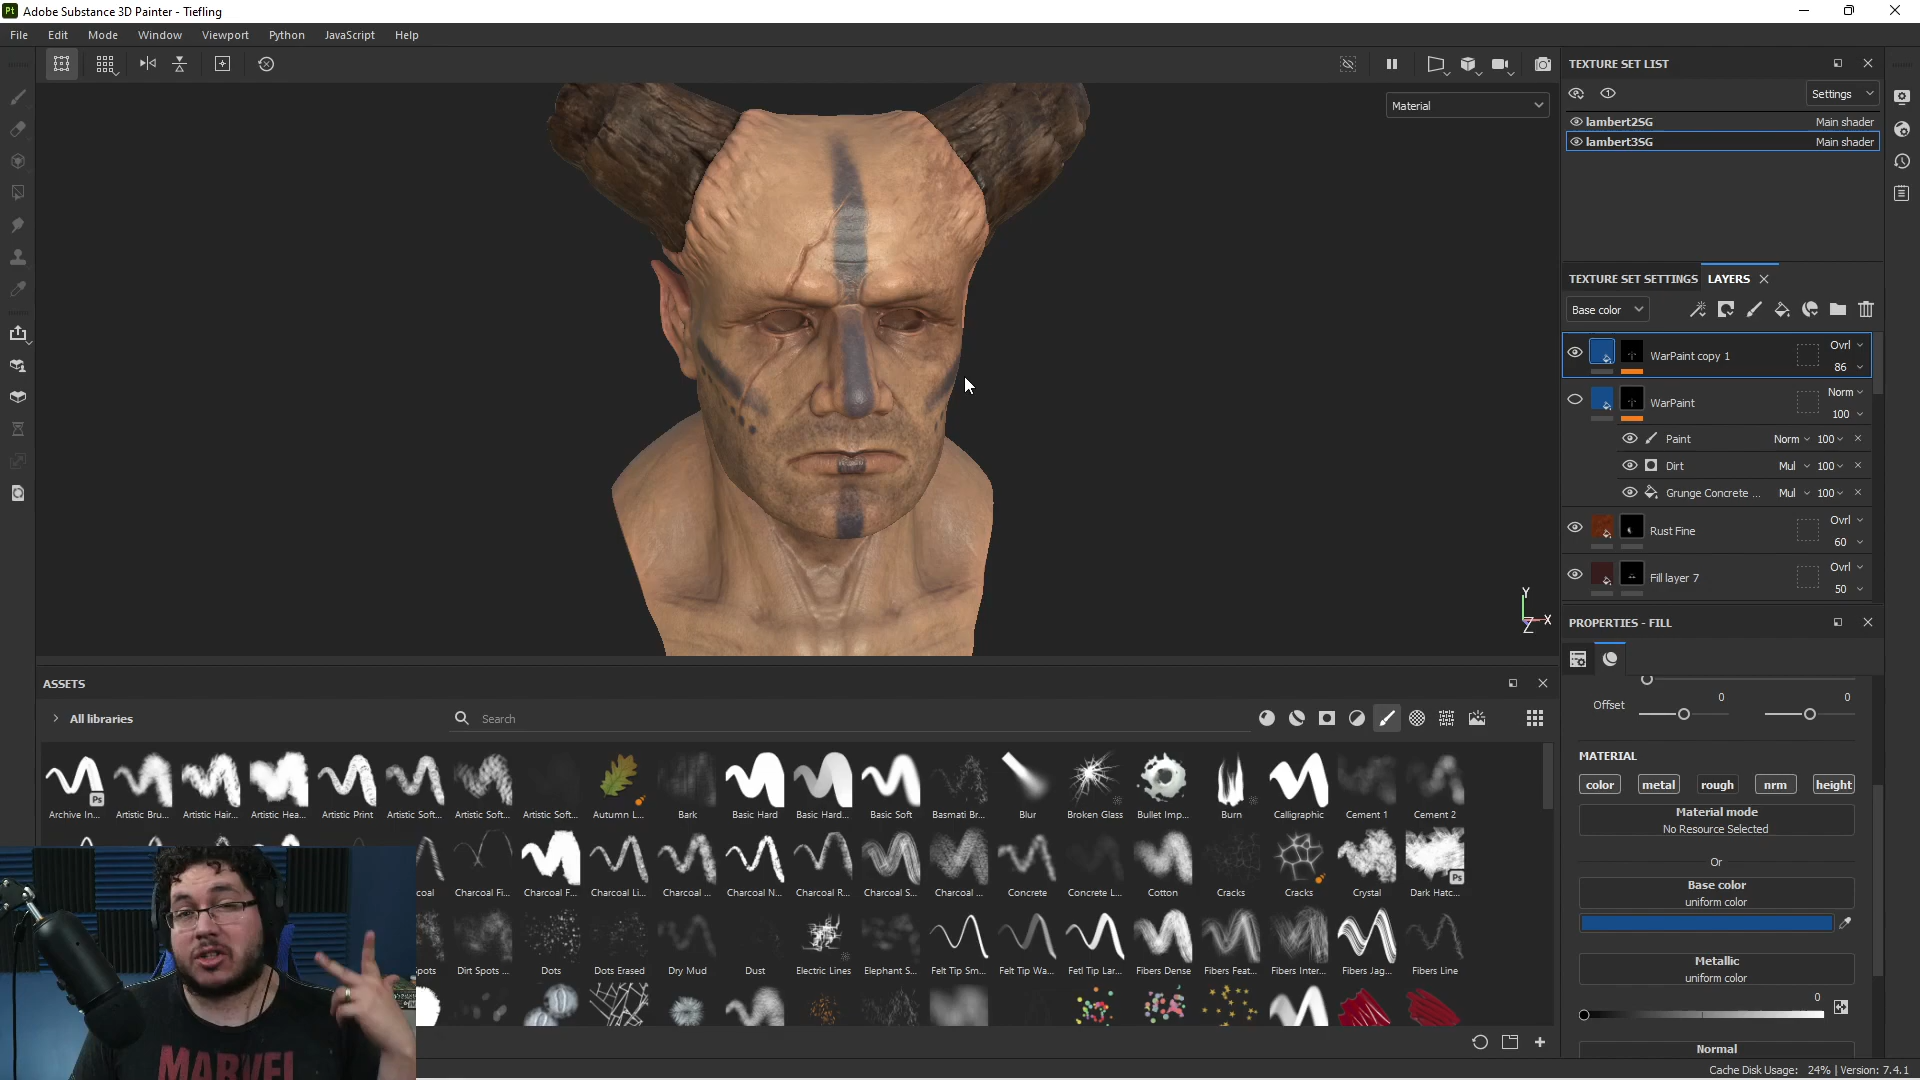 Pt Adobe Substance 3D Painter - Tiefling
File Edit Mode Window Viewport Python JavaScript Help
Material
TEXTURE SET LIST
Settings
lambert2SG Main shader
lambert3SG Main shader
TEXTURE SET SETTINGS LAYERS
Base color
WarPaint copy 1 Ovrl 86
WarPaint Norm 100
Paint Norm 100
Dirt Mul 100
Grunge Concrete ... Mul 100
Rust Fine Ovrl 60
Fill layer 7 Ovrl 50
Y
X
Z
PROPERTIES - FILL
Offset 0 0
MATERIAL
color metal rough nrm height
Material mode
No Resource Selected
Or
Base color
uniform color
Metallic
uniform color
0
Normal
ASSETS
All libraries Search
Archive In... Artistic Bru... Artistic Hair... Artistic Hea... Artistic Print Artistic Soft... Artistic Soft... Artistic Soft... Autumn L... Bark Basic Hard Basic Hard... Basic Soft Basmati Br... Blur Broken Glass Bullet Imp... Burn Calligraphic Cement 1 Cement 2
Ps
coal Charcoal Fi... Charcoal F... Charcoal Li... Charcoal ... Charcoal N... Charcoal R... Charcoal S... Charcoal ... Concrete Concrete L... Cotton Cracks Cracks Crystal Dark Hatc...
Ps
pots Dirt Spots ... Dots Dots Erased Dry Mud Dust Electric Lines Elephant S... Felt Tip Sm... Felt Tip Wa... Fetl Tip Lar... Fibers Dense Fibers Feat... Fibers Inter... Fibers Jag... Fibers Line
MARVEL
Cache Disk Usage: 24% | Version: 7.4.1